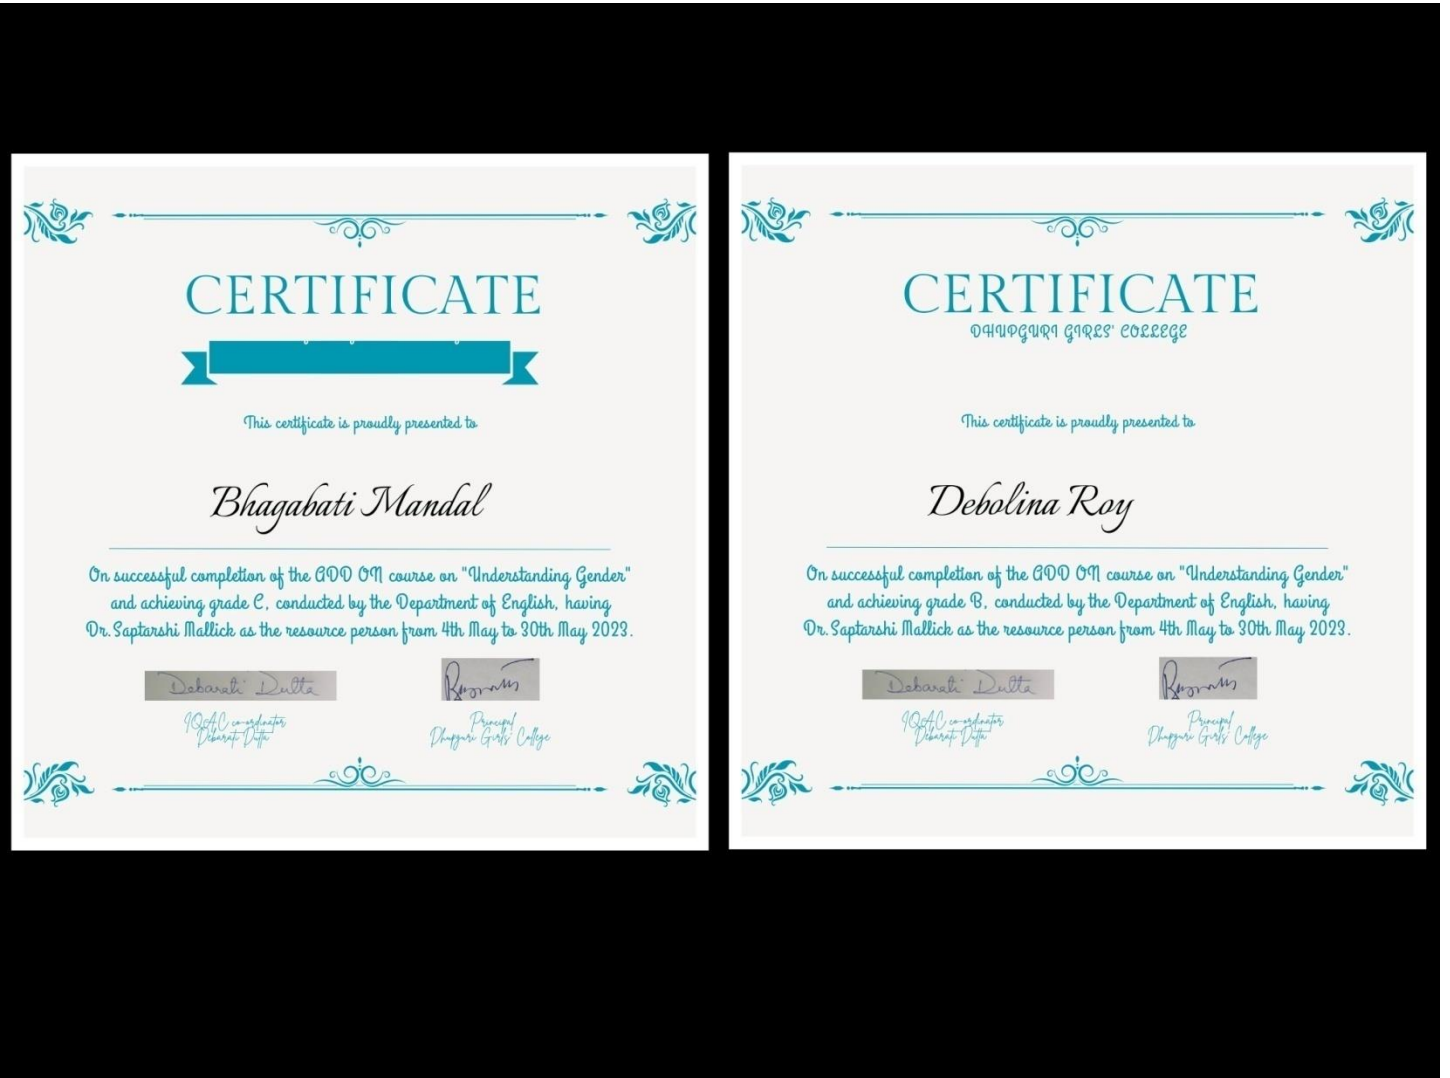 CERTIFICATE
This certificate is proudly presented to
Bhagabati Mandal
On successful completion of the ADD ON course on "Understanding Gender"
and achieving grade C, conducted by the Department of English, having
Dr.Saptarshi Mallick as the resource person from 4th May to 30th May 2023.
Debarati Dutta
IQAC co-ordinator
Debarati Dutta
Principal
Dhupguri Girls' College
CERTIFICATE
DHUPGURI GIRLS' COLLEGE
This certificate is proudly presented to
Debolina Roy
On successful completion of the ADD ON course on "Understanding Gender"
and achieving grade B, conducted by the Department of English, having
Dr.Saptarshi Mallick as the resource person from 4th May to 30th May 2023.
Debarati Dutta
IQAC co-ordinator
Debarati Dutta
Principal
Dhupguri Girls' College